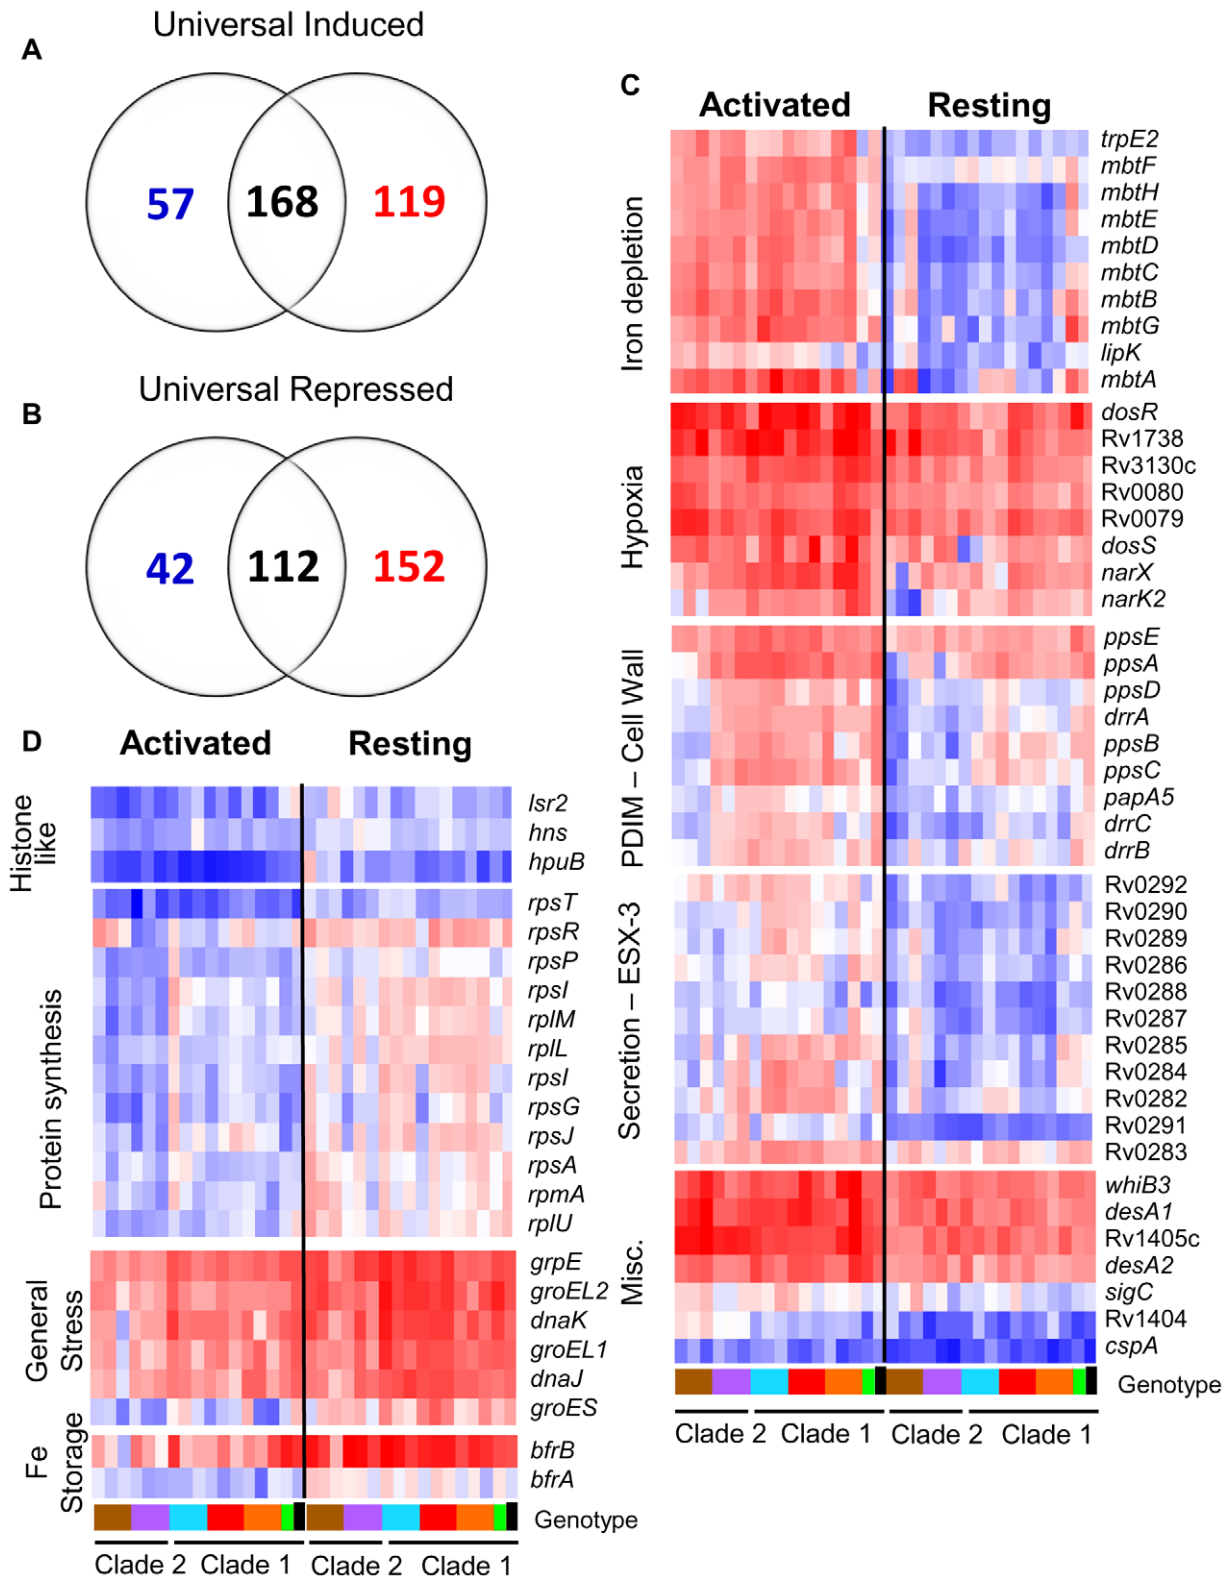 A
Universal Induced
57 168 119
B
Universal Repressed
42 112 152
C
Activated Resting
Iron depletion
trpE2
mbtF
mbtH
mbtE
mbtD
mbtC
mbtB
mbtG
lipK
mbtA
Hypoxia
dosR
Rv1738
Rv3130c
Rv0080
Rv0079
dosS
narX
narK2
PDIM – Cell Wall
ppsE
ppsA
ppsD
drrA
ppsB
ppsC
papA5
drrC
drrB
Secretion – ESX-3
Rv0292
Rv0290
Rv0289
Rv0286
Rv0288
Rv0287
Rv0285
Rv0284
Rv0282
Rv0291
Rv0283
Misc.
whiB3
desA1
Rv1405c
desA2
sigC
Rv1404
cspA
Genotype
Clade 2 Clade 1 Clade 2 Clade 1
D
Activated Resting
Histone
like
lsr2
hns
hpuB
Protein synthesis
rpsT
rpsR
rpsP
rpsI
rplM
rplL
rpsI
rpsG
rpsJ
rpsA
rpmA
rplU
General
Stress
grpE
groEL2
dnaK
groEL1
dnaJ
groES
Fe
Storage
bfrB
bfrA
Genotype
Clade 2 Clade 1 Clade 2 Clade 1